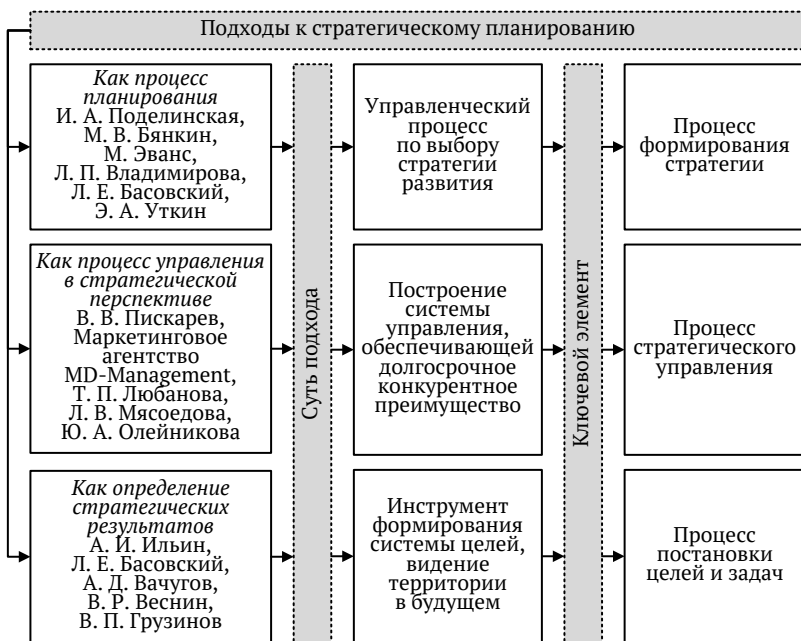 Подходы к стратегическому планированию
Как процесс
планирования
И. А. Поделинская,
М. В. Бянкин,
М. Эванс,
Л. П. Владимирова,
Л. Е. Басовский,
Э. А. Уткин
Управленческий
процесс
по выбору
стратегии
развития
Процесс
формирования
стратегии
Как процесс управления
в стратегической
перспективе
В. В. Пискарев,
Маркетинговое
агентство
MD-Management,
Т. П. Любанова,
Л. В. Мясоедова,
Ю. А. Олейникова
Суть подхода
Построение
системы
управления,
обеспечивающей
долгосрочное
конкурентное
преимущество
Ключевой элемент
Процесс
стратегического
управления
Как определение
стратегических
результатов
А. И. Ильин,
Л. Е. Басовский,
А. Д. Вачугов,
В. Р. Веснин,
В. П. Грузинов
Инструмент
формирования
системы целей,
видение
территории
в будущем
Процесс
постановки
целей и задач